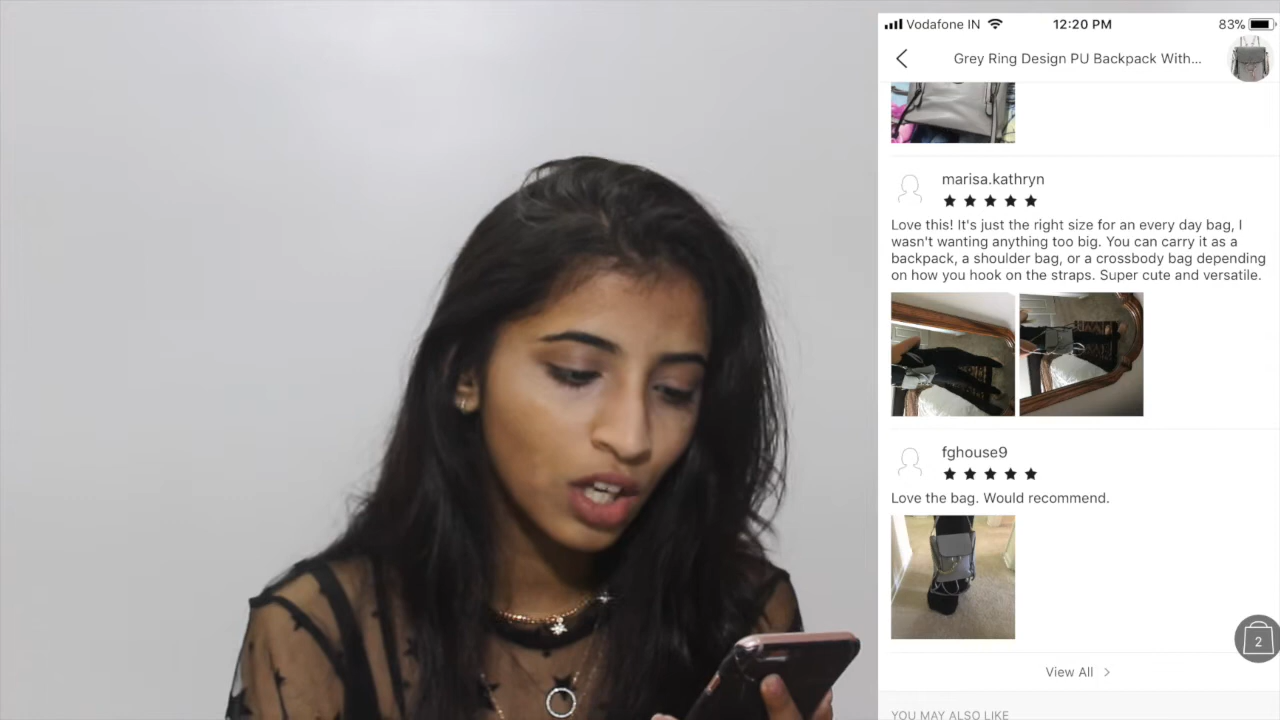 Vodafone IN
12:20 PM
83%
Grey Ring Design PU Backpack With...
marisa.kathryn
Love this! It's just the right size for an every day bag, I
wasn't wanting anything too big. You can carry it as a
backpack, a shoulder bag, or a crossbody bag depending
on how you hook on the straps. Super cute and versatile.
fghouse9
Love the bag. Would recommend.
2
View All >
YOU MAY ALSO LIKE